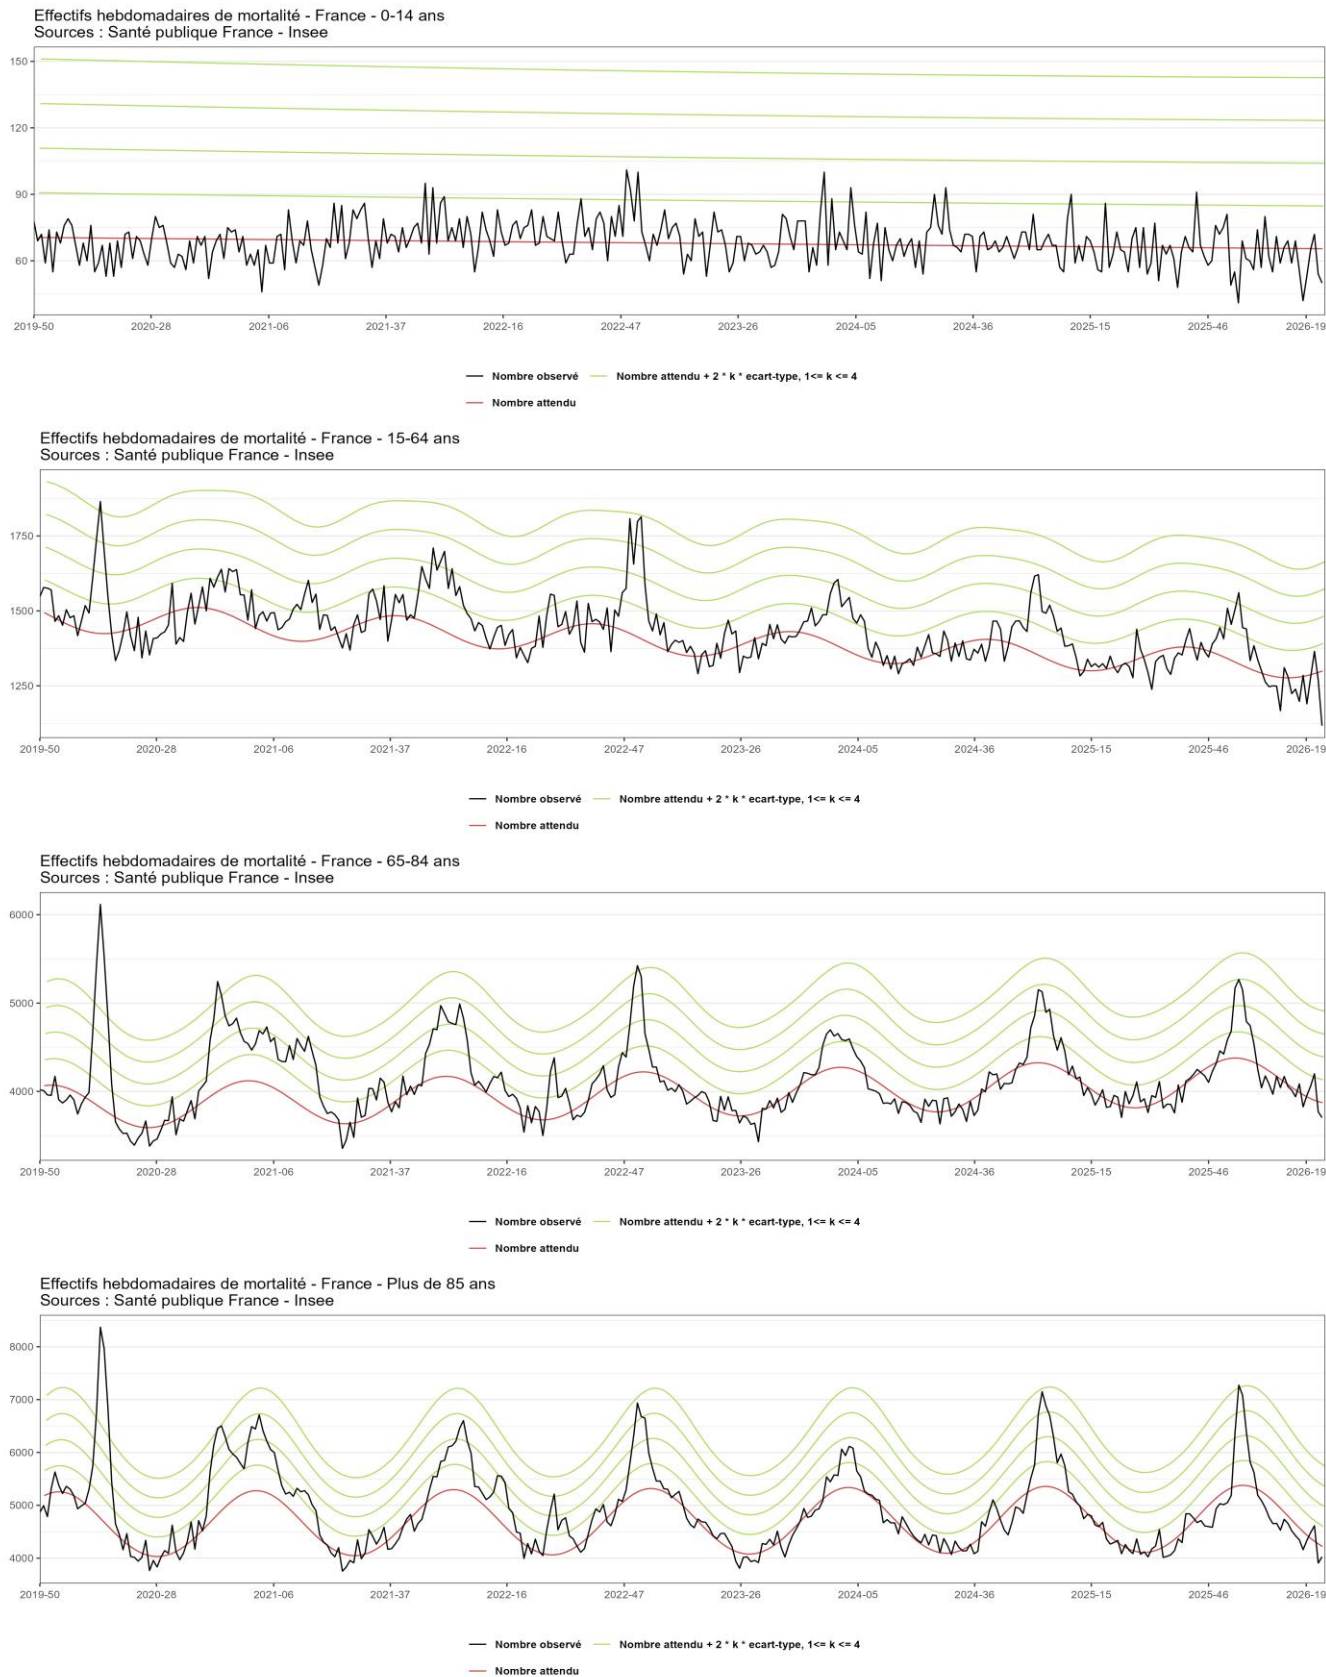 Effectifs hebdomadaires de mortalité - France - 0-14 ans
Sources : Santé publique France - Insee
150
120
90
60
2019-50 2020-28 2021-06 2021-37 2022-16 2022-47 2023-26 2024-05 2024-36 2025-15 2025-46 2026-19
Nombre observé Nombre attendu + 2 * k * ecart-type, 1<= k <= 4
Nombre attendu
Effectifs hebdomadaires de mortalité - France - 15-64 ans
Sources : Santé publique France - Insee
1750
1500
1250
2019-50 2020-28 2021-06 2021-37 2022-16 2022-47 2023-26 2024-05 2024-36 2025-15 2025-46 2026-19
Nombre observé Nombre attendu + 2 * k * ecart-type, 1<= k <= 4
Nombre attendu
Effectifs hebdomadaires de mortalité - France - 65-84 ans
Sources : Santé publique France - Insee
6000
5000
4000
2019-50 2020-28 2021-06 2021-37 2022-16 2022-47 2023-26 2024-05 2024-36 2025-15 2025-46 2026-19
Nombre observé Nombre attendu + 2 * k * ecart-type, 1<= k <= 4
Nombre attendu
Effectifs hebdomadaires de mortalité - France - Plus de 85 ans
Sources : Santé publique France - Insee
8000
7000
6000
5000
4000
2019-50 2020-28 2021-06 2021-37 2022-16 2022-47 2023-26 2024-05 2024-36 2025-15 2025-46 2026-19
Nombre observé Nombre attendu + 2 * k * ecart-type, 1<= k <= 4
Nombre attendu